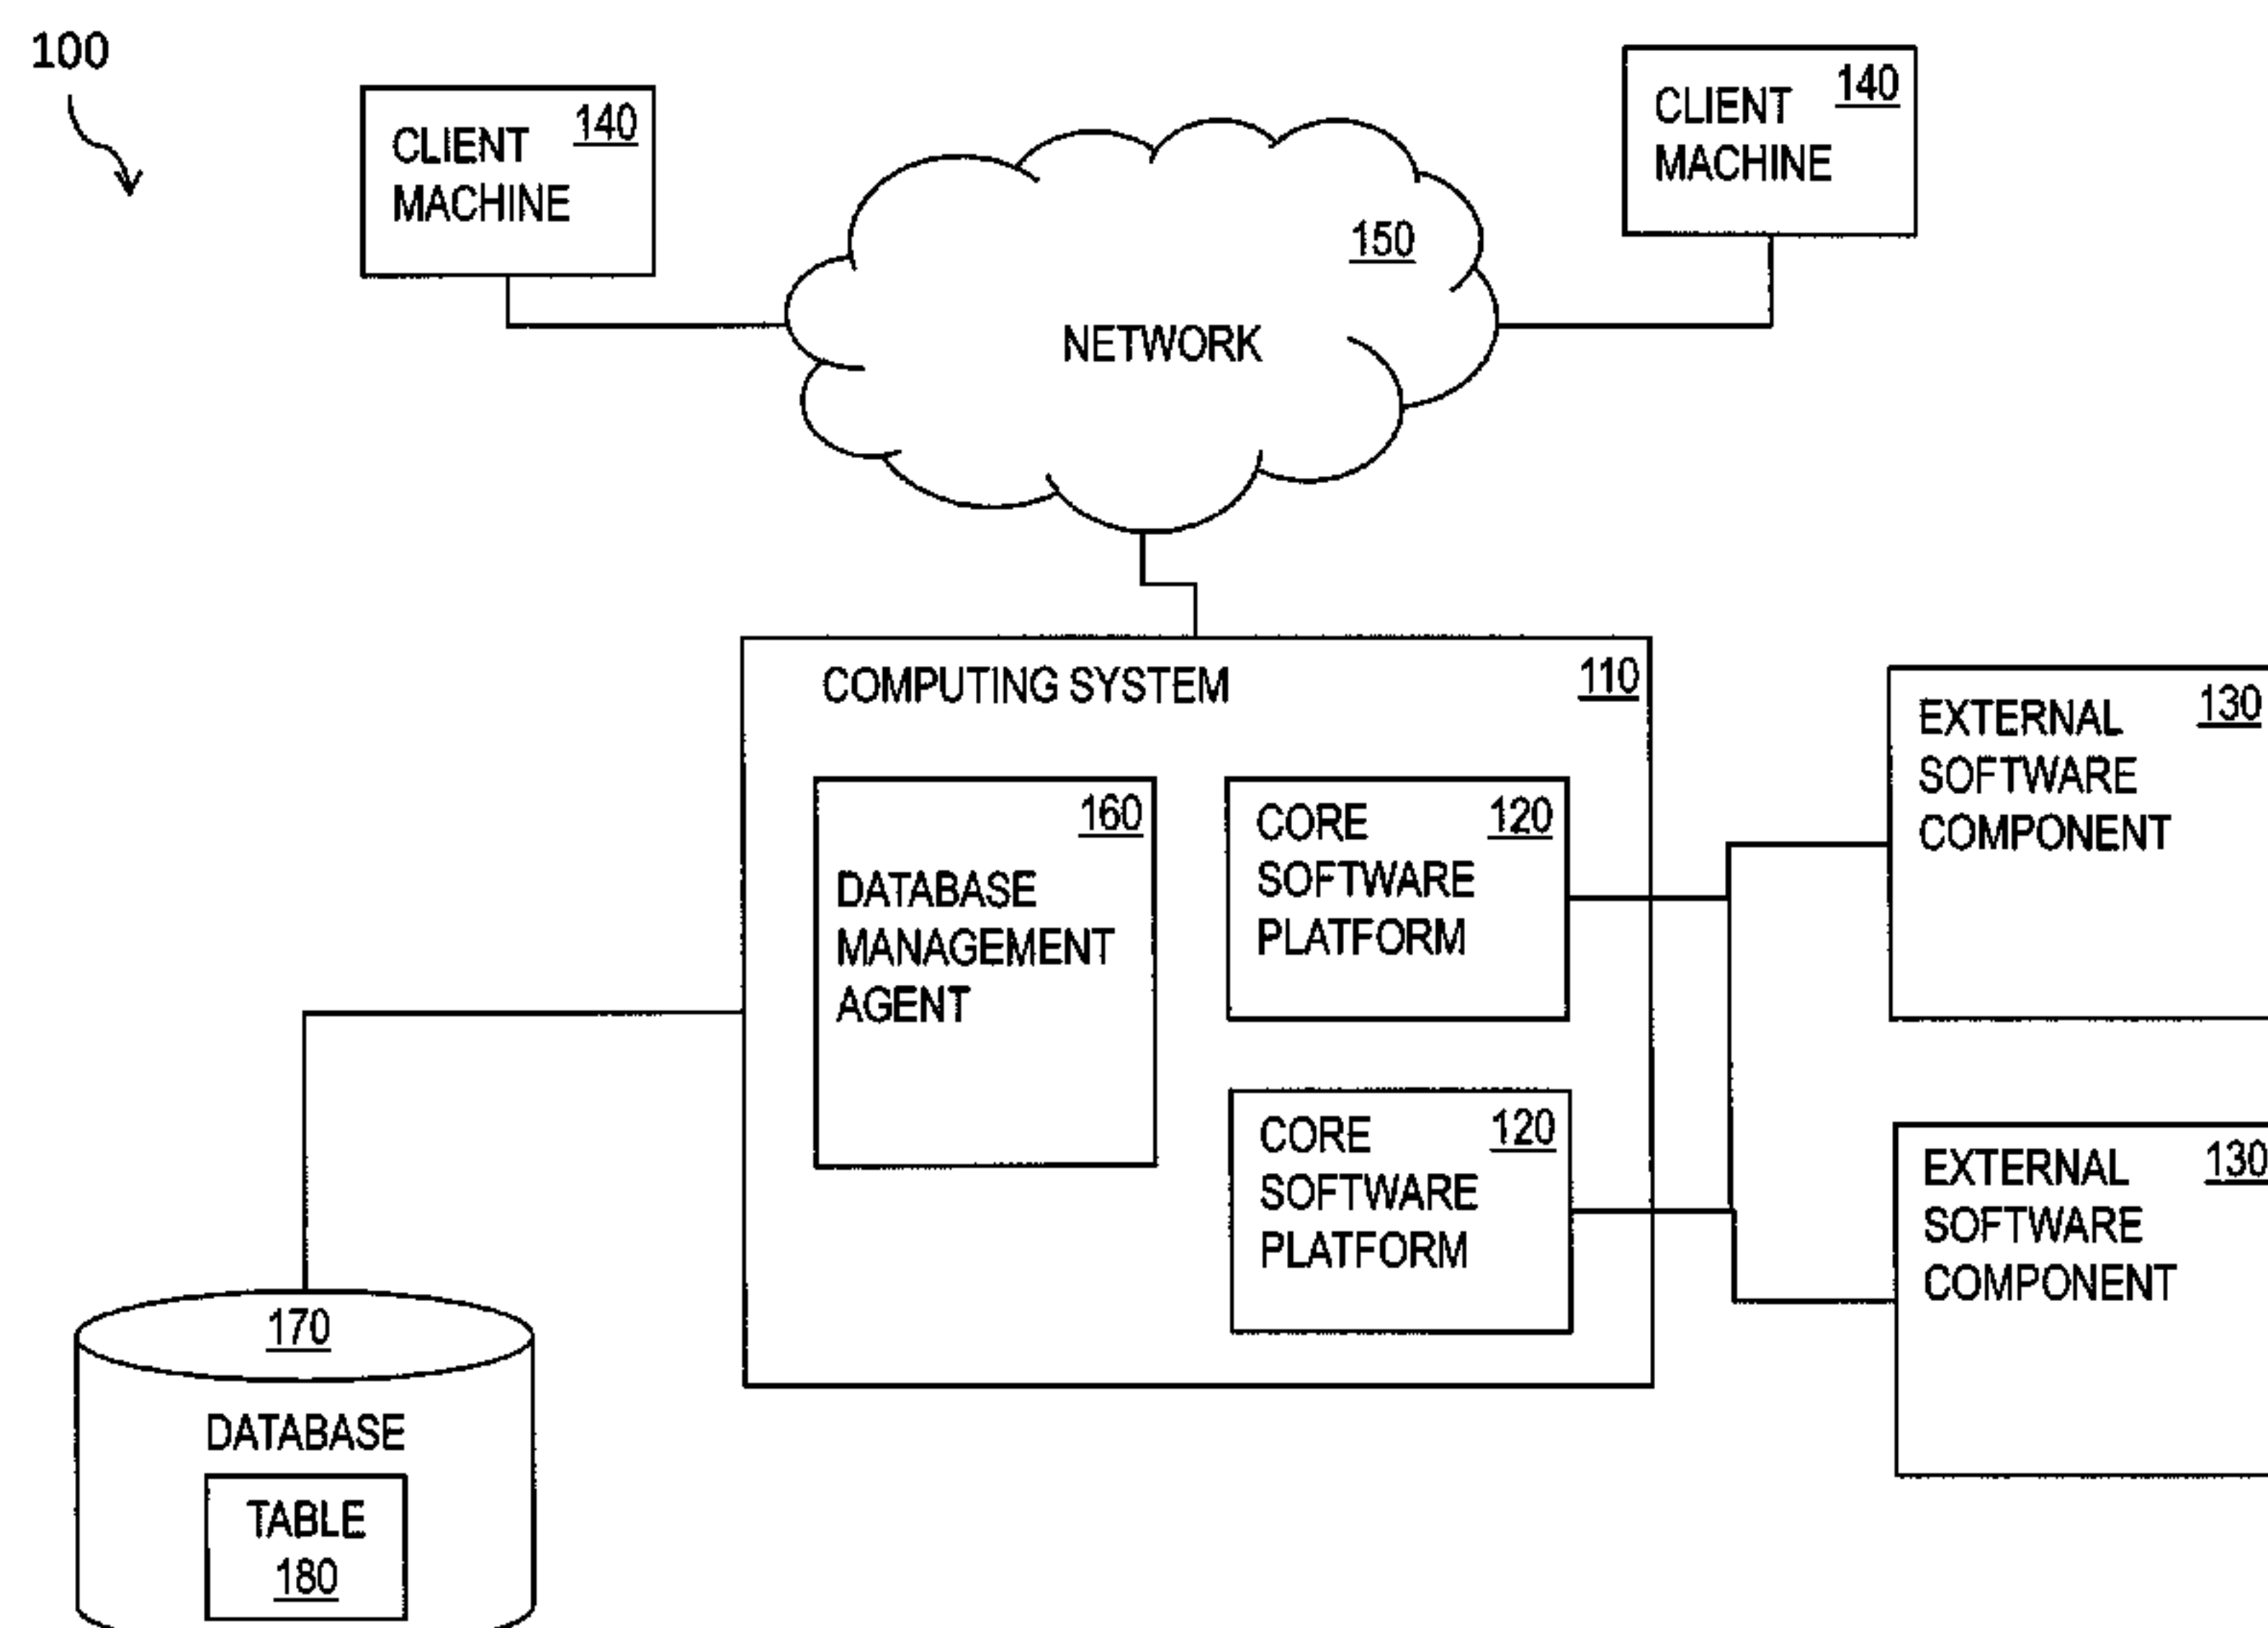 100
CLIENT
MACHINE
140
CLIENT
MACHINE
140
150
NETWORK
COMPUTING SYSTEM
110
160
DATABASE
MANAGEMENT
AGENT
CORE
SOFTWARE
PLATFORM
120
CORE
SOFTWARE
PLATFORM
120
EXTERNAL
SOFTWARE
COMPONENT
130
EXTERNAL
SOFTWARE
COMPONENT
130
170
DATABASE
TABLE
180